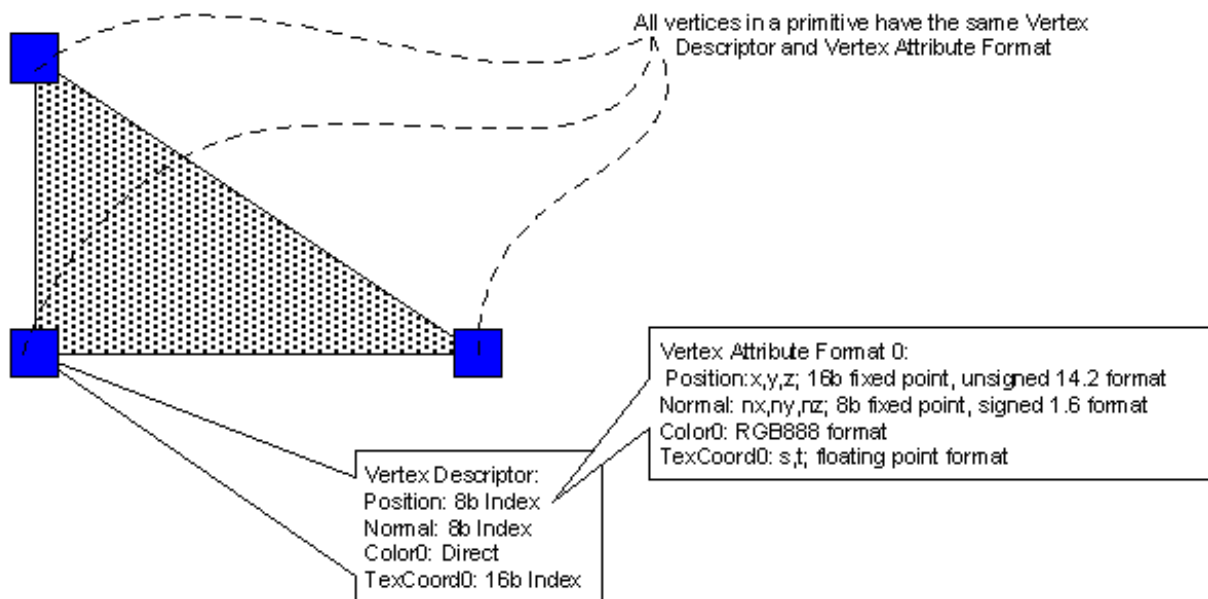 All vertices in a primitive have the same Vertex
Descriptor and Vertex Attribute Format
Vertex Attribute Format 0:
Position:x,y,z; 16b fixed point, unsigned 14.2 format
Normal: nx,ny,nz; 8b fixed point, signed 1.6 format
Color0: RGB888 format
TexCoord0: s,t; floating point format
Vertex Descriptor:
Position: 8b Index
Normal: 8b Index
Color0: Direct
TexCoord0: 16b Index